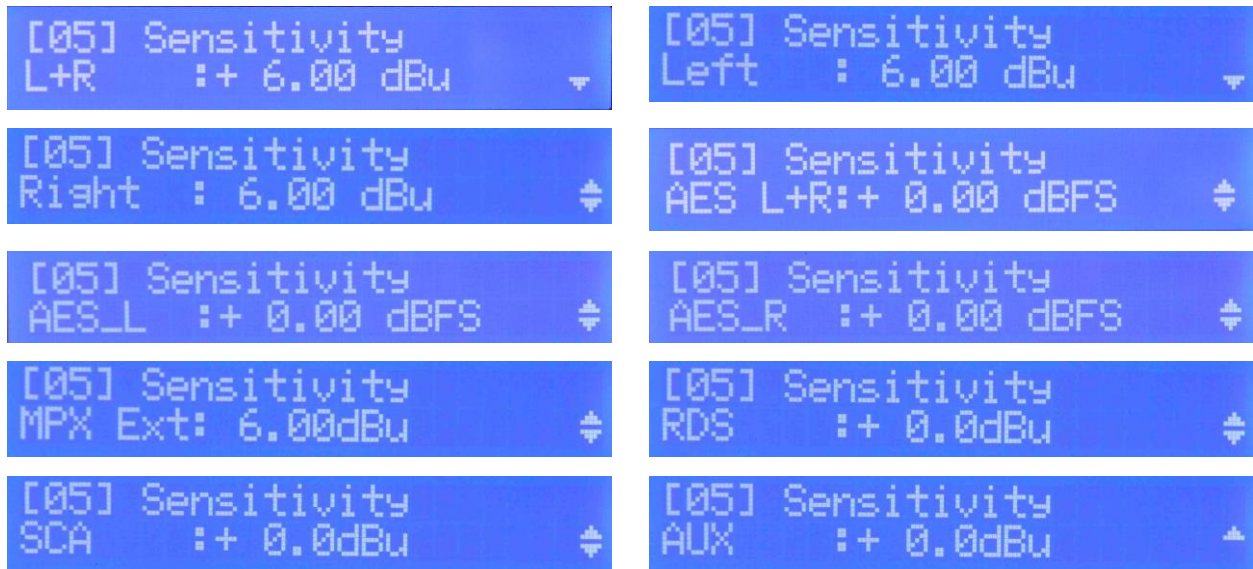 [05] Sensitivity
L+R     :+ 6.00 dBu
[05] Sensitivity
Left    : 6.00 dBu
[05] Sensitivity
Right  : 6.00 dBu
[05] Sensitivity
AES L+R:+ 0.00 dBFS
[05] Sensitivity
AES_L  :+ 0.00 dBFS
[05] Sensitivity
AES_R  :+ 0.00 dBFS
[05] Sensitivity
MPX Ext: 6.00dBu
[05] Sensitivity
RDS    :+ 0.0dBu
[05] Sensitivity
SCA    :+ 0.0dBu
[05] Sensitivity
AUX    :+ 0.0dBu